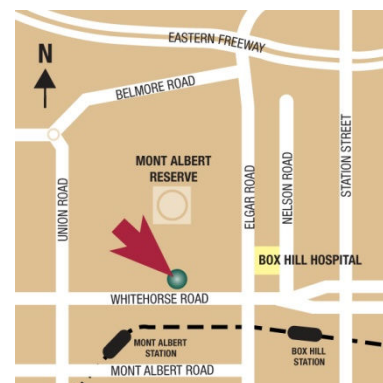 EASTERN FREEWAY
N
BELMORE ROAD
MONT ALBERT
RESERVE
UNION ROAD
ELGAR ROAD
NELSON ROAD
STATION STREET
BOX HILL HOSPITAL
WHITEHORSE ROAD
MONT ALBERT
STATION
BOX HILL
STATION
MONT ALBERT ROAD